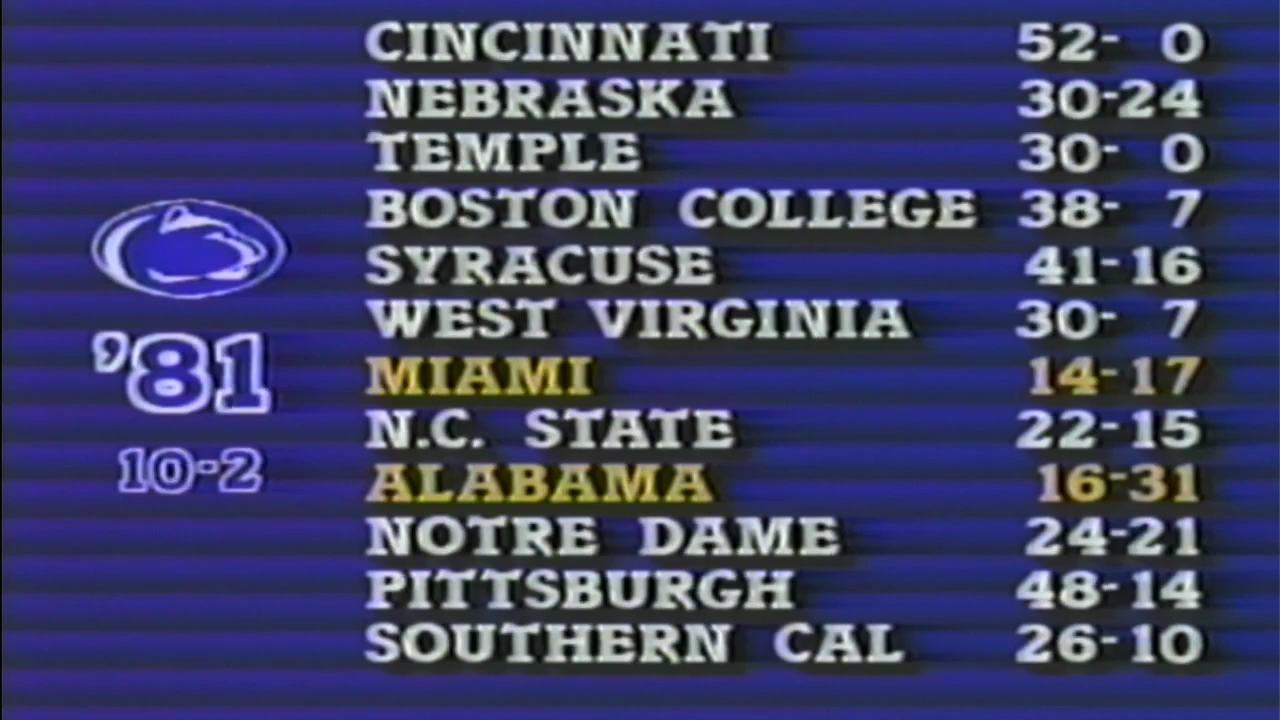 CINCINNATI 52- 0
NEBRASKA 30-24
TEMPLE 30- 0
BOSTON COLLEGE 38- 7
SYRACUSE 41-16
WEST VIRGINIA 30- 7
MIAMI 14-17
N.C. STATE 22-15
ALABAMA 16-31
NOTRE DAME 24-21
PITTSBURGH 48-14
SOUTHERN CAL 26-10
'81
10-2